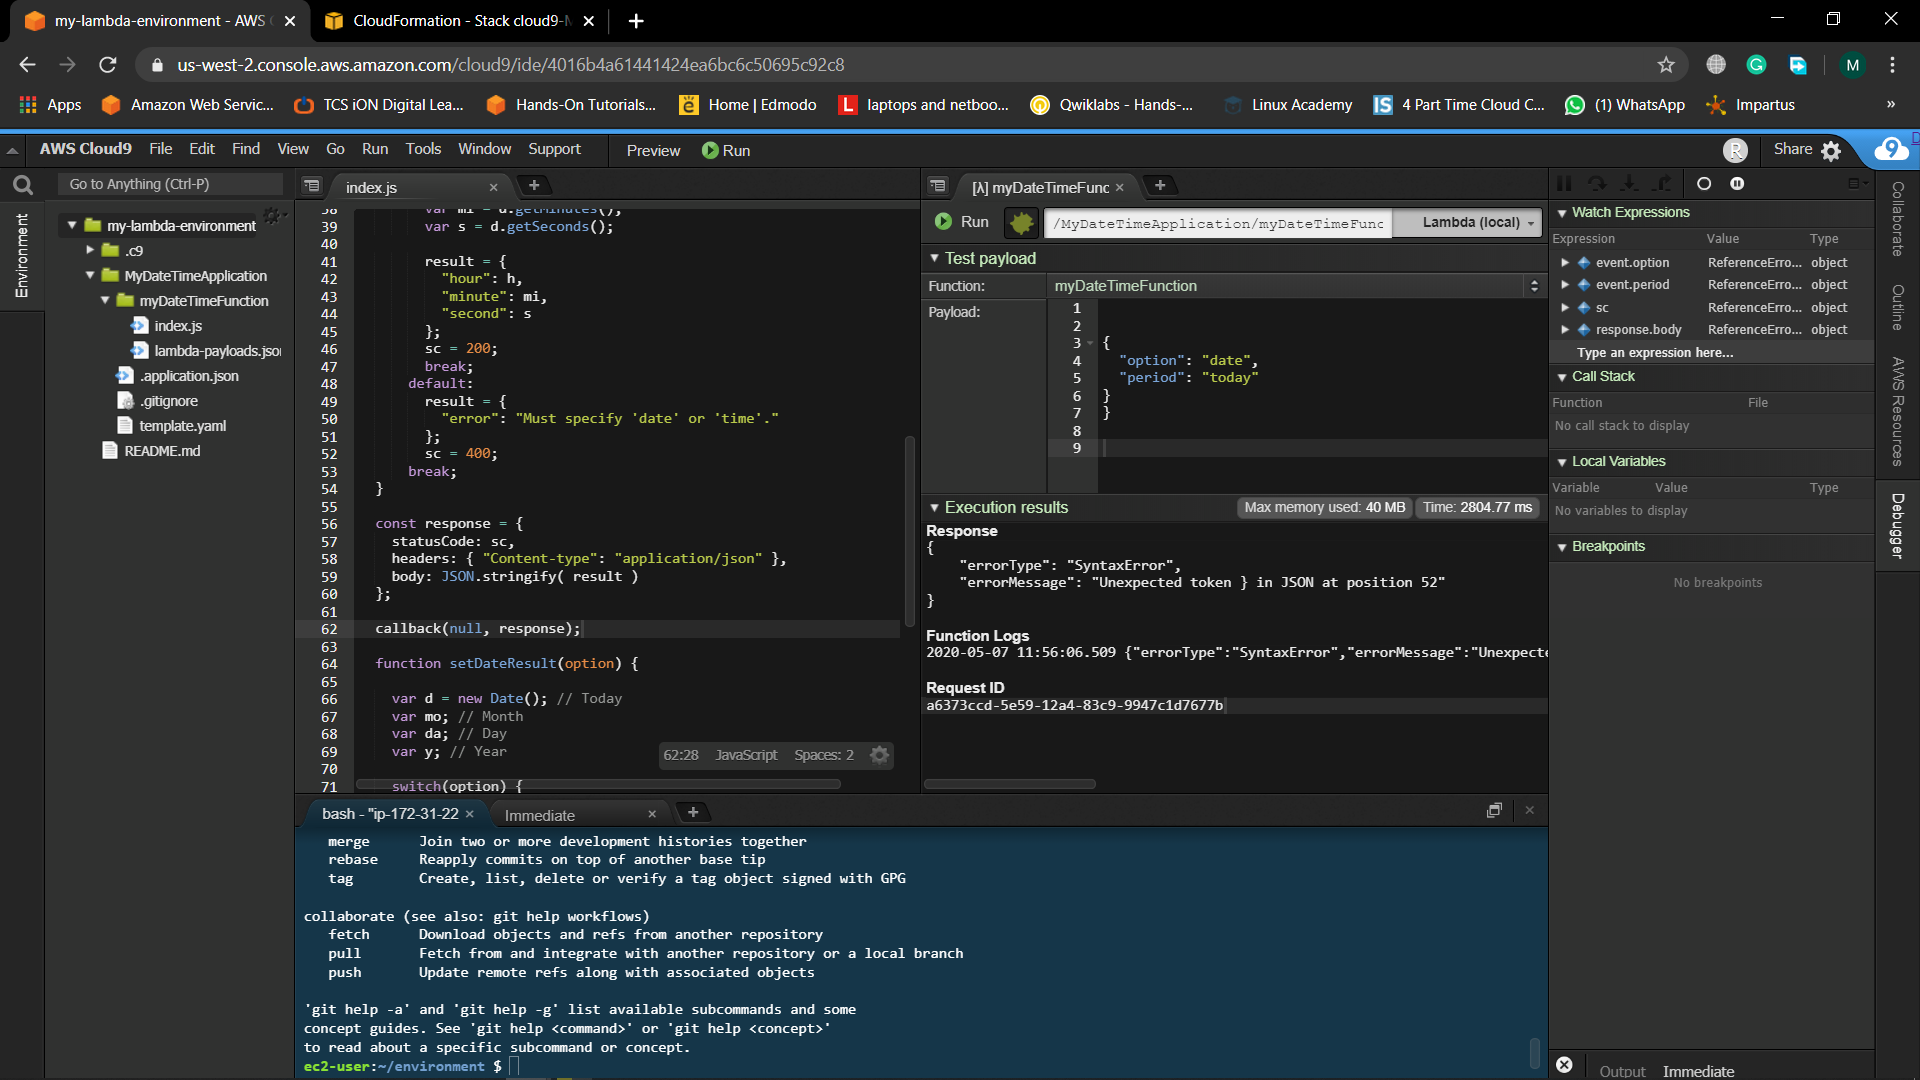 my-lambda-environment - AWS C
CloudFormation - Stack cloud9-M
us-west-2.console.aws.amazon.com/cloud9/ide/4016b4a61441424ea6bc6c50695c92c8
M
Apps
Amazon Web Servic...
TCS iON Digital Lea...
Hands-On Tutorials...
Home | Edmodo
laptops and netboo...
Qwiklabs - Hands-...
Linux Academy
4 Part Time Cloud C...
(1) WhatsApp
Impartus
»
AWS Cloud9 File Edit Find View Go Run Tools Window Support Preview Run
R
Share
9
Go to Anything (Ctrl-P)
Environment
my-lambda-environment
.c9
MyDateTimeApplication
myDateTimeFunction
index.js
lambda-payloads.jso
.application.json
.gitignore
template.yaml
README.md
index.js
38 var mi = d.getMinutes();
39 var s = d.getSeconds();
40
41 result = {
42 "hour": h,
43 "minute": mi,
44 "second": s
45 };
46 sc = 200;
47 break;
48 default:
49 result = {
50 "error": "Must specify 'date' or 'time'."
51 };
52 sc = 400;
53 break;
54 }
55
56 const response = {
57 statusCode: sc,
58 headers: { "Content-type": "application/json" },
59 body: JSON.stringify( result )
60 };
61
62 callback(null, response);
63
64 function setDateResult(option) {
65
66 var d = new Date(); // Today
67 var mo; // Month
68 var da; // Day
69 var y; // Year
70
71 switch(option) {
62:28 JavaScript Spaces: 2
[λ] myDateTimeFunc
Run
/MyDateTimeApplication/myDateTimeFunc
Lambda (local)
Test payload
Function: myDateTimeFunction
Payload:
1
2
3 {
4 "option": "date",
5 "period": "today"
6 }
7 }
8
9
Execution results
Max memory used: 40 MB
Time: 2804.77 ms
Response
{
"errorType": "SyntaxError",
"errorMessage": "Unexpected token } in JSON at position 52"
}
Function Logs
2020-05-07 11:56:06.509 {"errorType":"SyntaxError","errorMessage":"Unexpecte
Request ID
a6373ccd-5e59-12a4-83c9-9947c1d7677b
Watch Expressions
Expression Value Type
event.option ReferenceErro... object
event.period ReferenceErro... object
sc ReferenceErro... object
response.body ReferenceErro... object
Type an expression here...
Call Stack
Function File
No call stack to display
Local Variables
Variable Value Type
No variables to display
Breakpoints
No breakpoints
Collaborate
Outline
AWS Resources
Debugger
bash - "ip-172-31-22
Immediate
merge Join two or more development histories together
rebase Reapply commits on top of another base tip
tag Create, list, delete or verify a tag object signed with GPG
collaborate (see also: git help workflows)
fetch Download objects and refs from another repository
pull Fetch from and integrate with another repository or a local branch
push Update remote refs along with associated objects
'git help -a' and 'git help -g' list available subcommands and some
concept guides. See 'git help <command>' or 'git help <concept>'
to read about a specific subcommand or concept.
ec2-user:~/environment $
Output Immediate